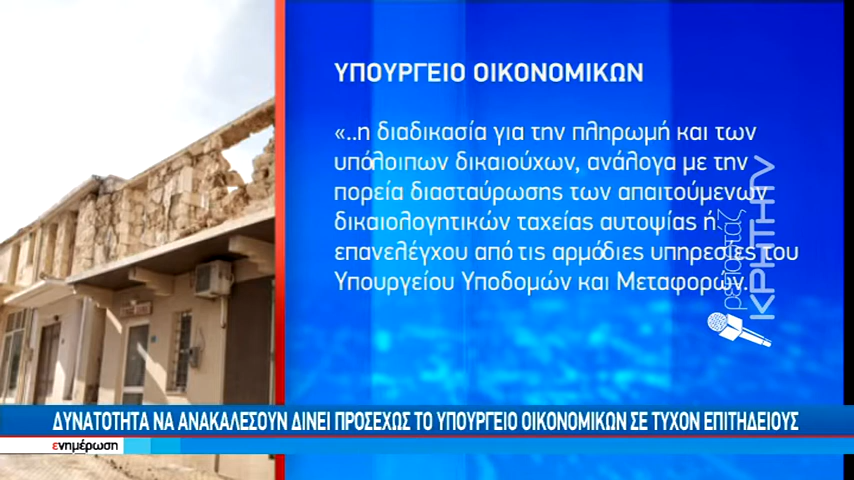 ΥΠΟΥΡΓΕΙΟ ΟΙΚΟΝΟΜΙΚΩΝ
«..η διαδικασία για την πληρωμή και των
υπόλοιπων δικαιούχων, ανάλογα με την
πορεία διασταύρωσης των απαιτούμενων
δικαιολογητικών ταχείας αυτοψίας ή
επανελέγχου από τις αρμόδιες υπηρεσίες του
Υπουργείου Υποδομών και Μεταφορών.
ρεπορτάζ
ΚΡΗΤΗ TV
ΔΥΝΑΤΟΤΗΤΑ ΝΑ ΑΝΑΚΑΛΕΣΟΥΝ ΔΙΝΕΙ ΠΡΟΣΕΧΩΣ ΤΟ ΥΠΟΥΡΓΕΙΟ ΟΙΚΟΝΟΜΙΚΩΝ ΣΕ ΤΥΧΟΝ ΕΠΙΤΗΔΕΙΟΥΣ
ενημέρωση